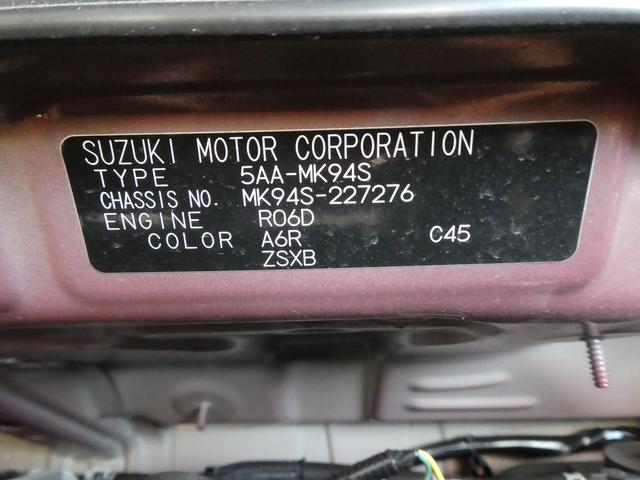 SUZUKI MOTOR CORPORATION
TYPE 5AA-MK94S
CHASSIS NO. MK94S-227276
ENGINE R06D
COLOR A6R C45
ZSXB